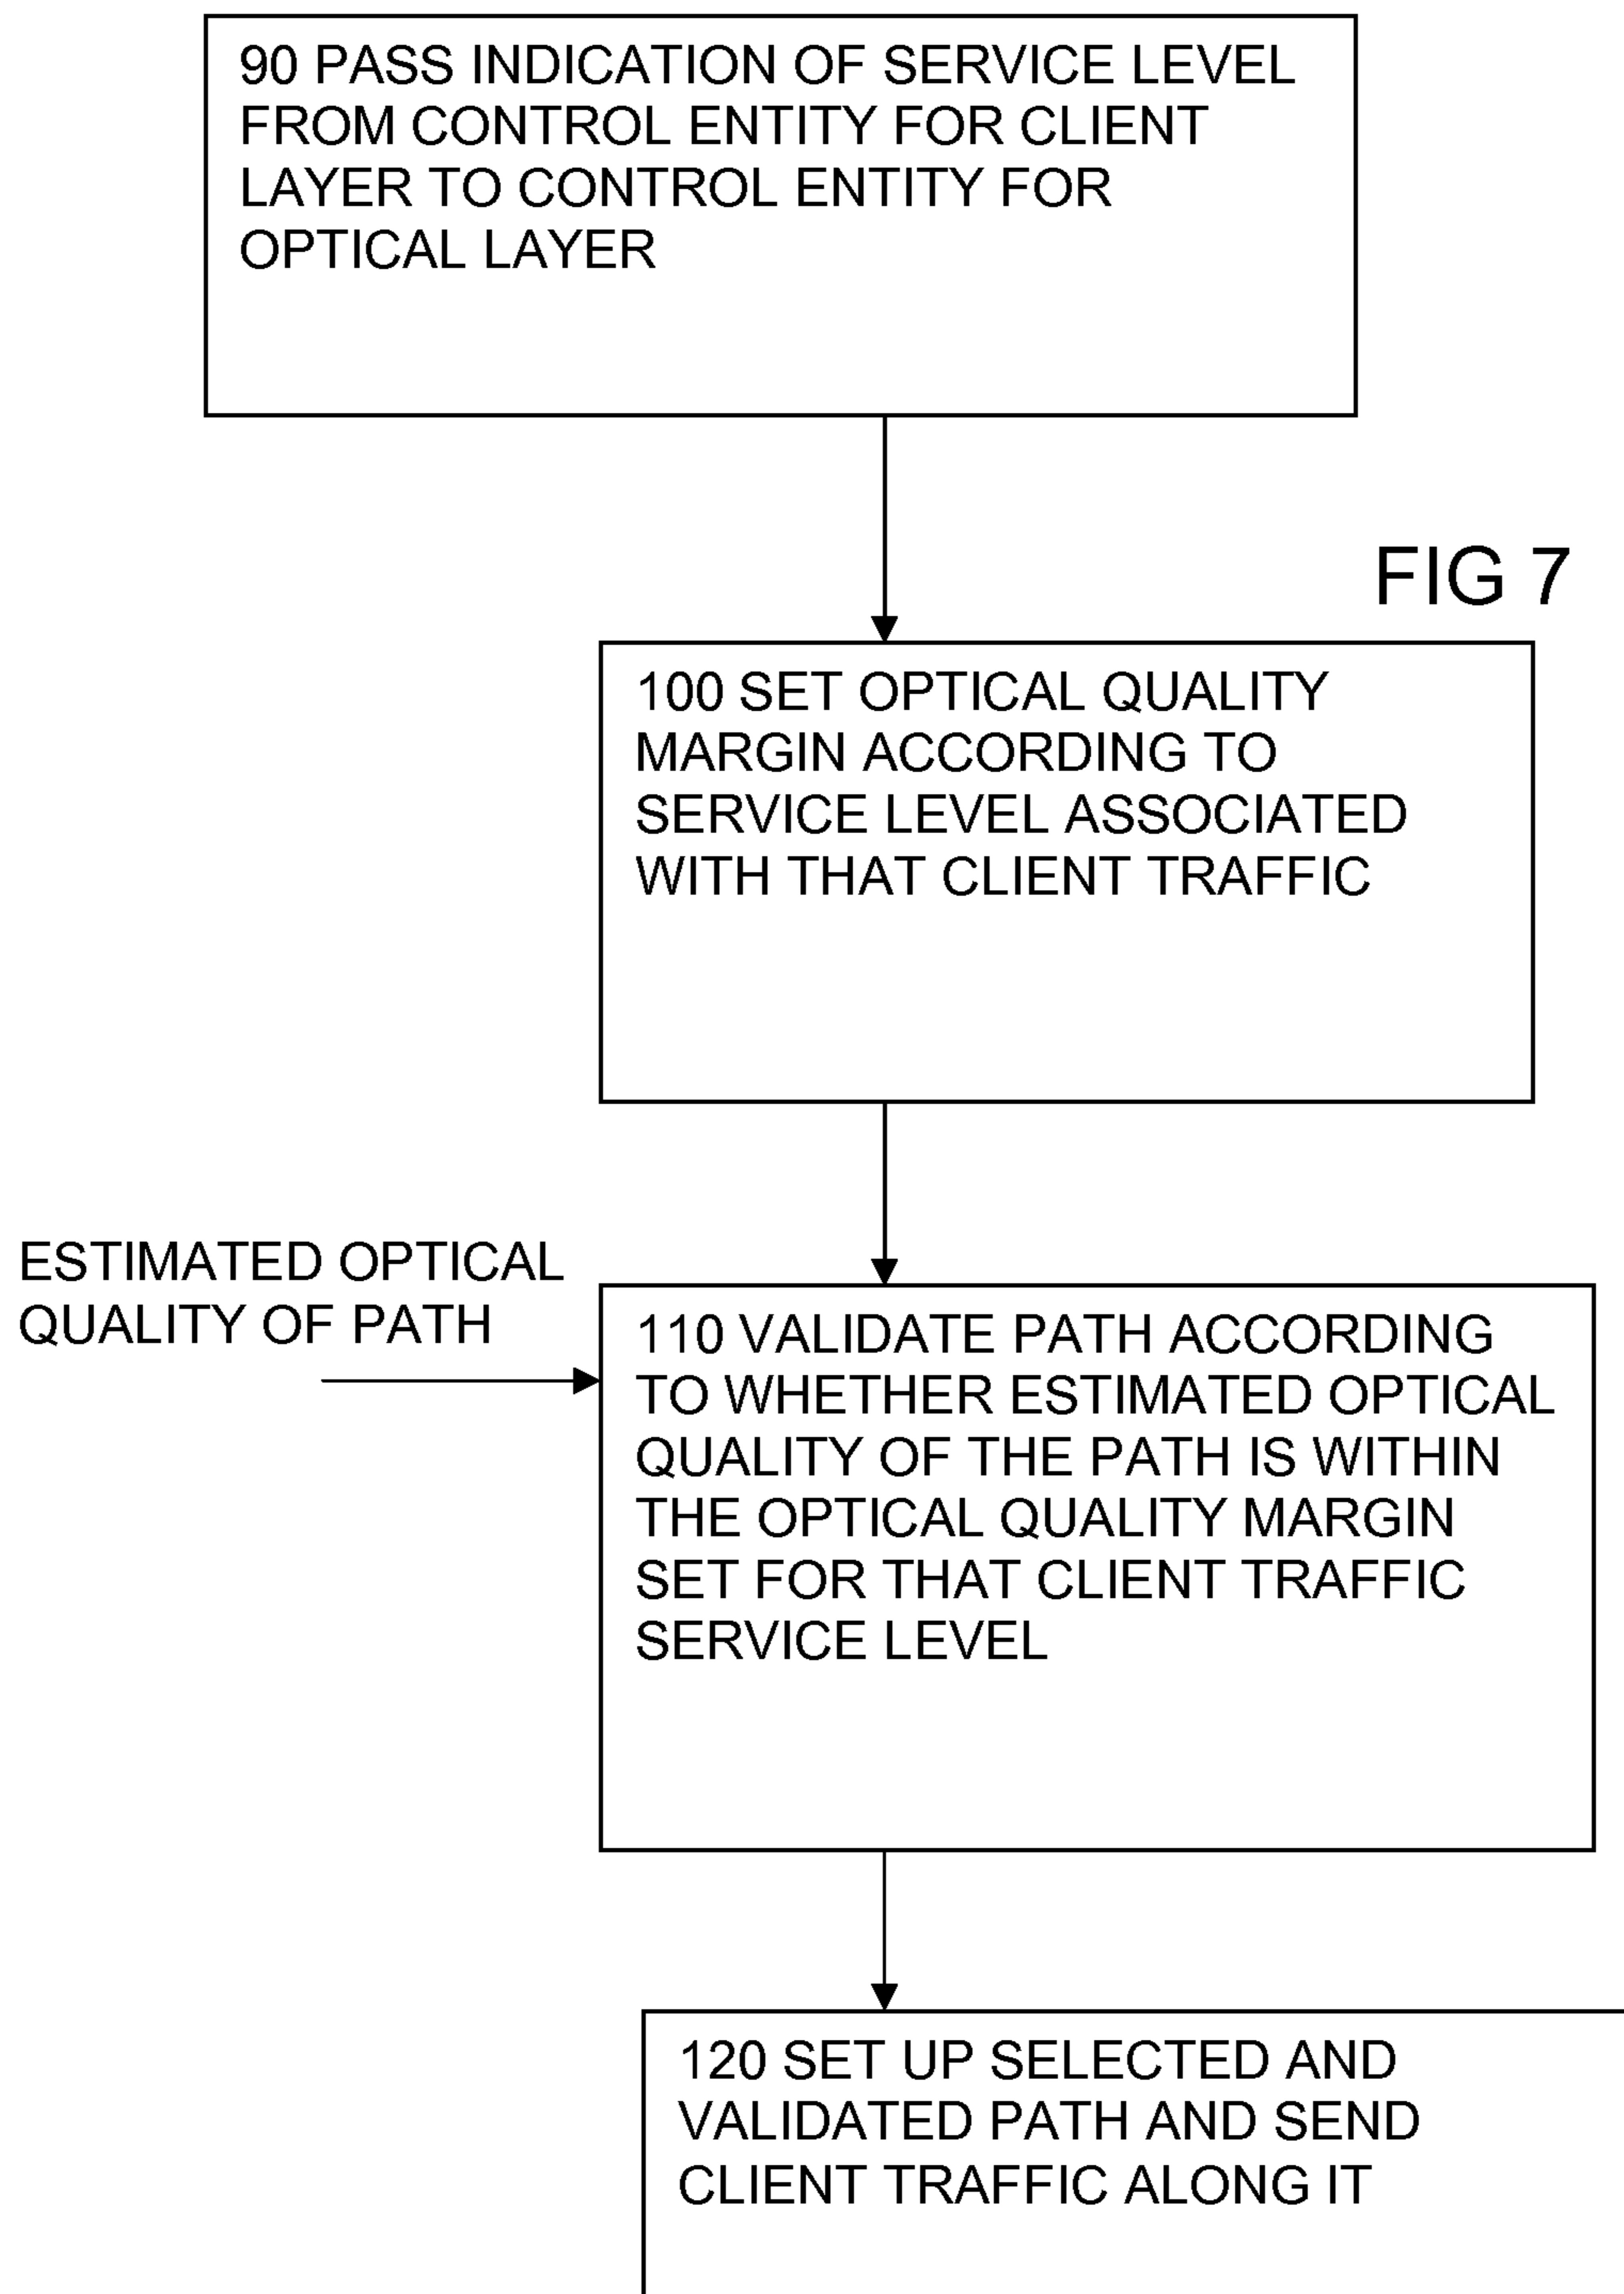 90 PASS INDICATION OF SERVICE LEVEL
FROM CONTROL ENTITY FOR CLIENT
LAYER TO CONTROL ENTITY FOR
OPTICAL LAYER
FIG 7
100 SET OPTICAL QUALITY
MARGIN ACCORDING TO
SERVICE LEVEL ASSOCIATED
WITH THAT CLIENT TRAFFIC
ESTIMATED OPTICAL
QUALITY OF PATH
110 VALIDATE PATH ACCORDING
TO WHETHER ESTIMATED OPTICAL
QUALITY OF THE PATH IS WITHIN
THE OPTICAL QUALITY MARGIN
SET FOR THAT CLIENT TRAFFIC
SERVICE LEVEL
120 SET UP SELECTED AND
VALIDATED PATH AND SEND
CLIENT TRAFFIC ALONG IT